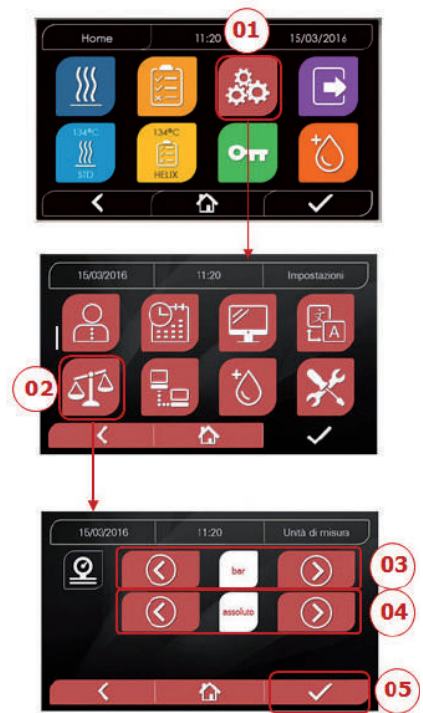 01
Home 11:20 15/03/2016
134°C 134°C
STD HELIX
15/03/2016 11:20 Impostazioni
文
A
02
15/03/2016 11:20 Unità di misura
bar
03
assoluto
04
05